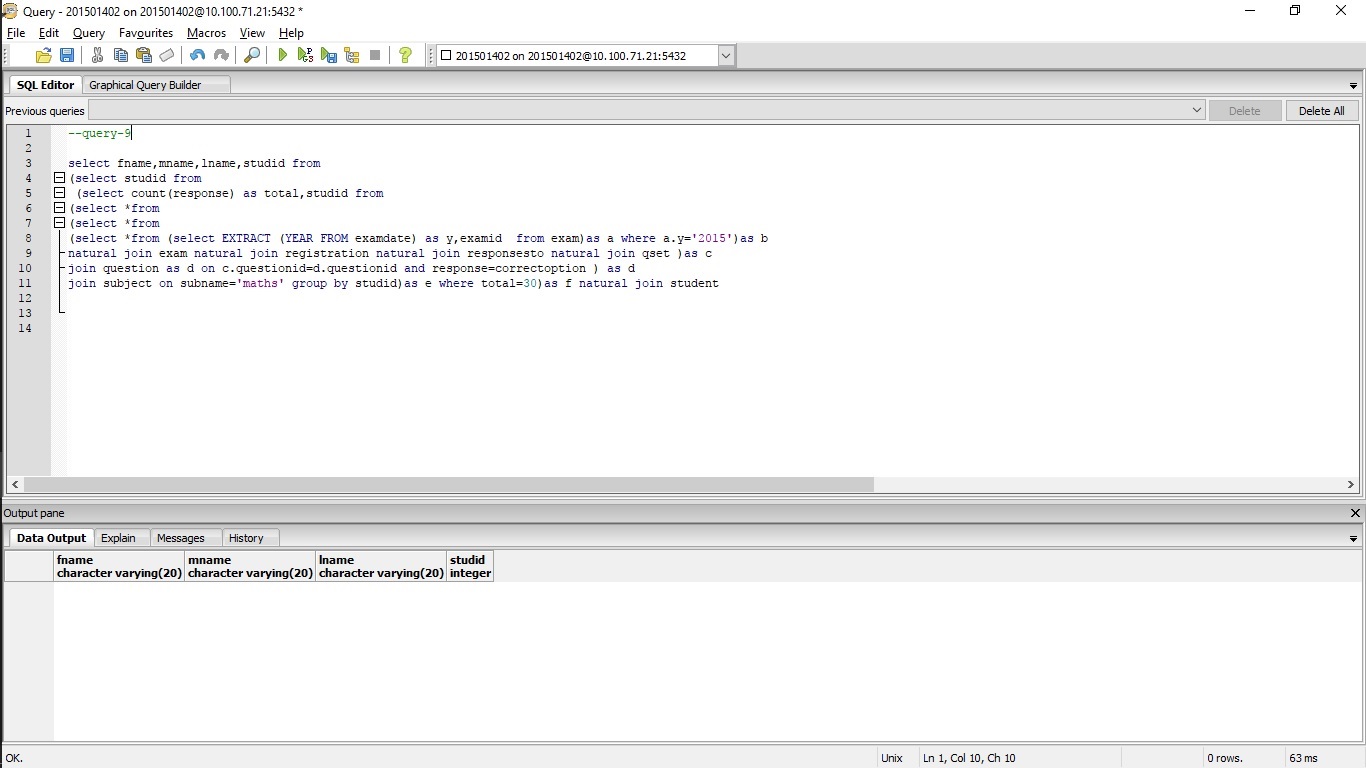 Query - 201501402 on 201501402@10.100.71.21:5432 *
File Edit Query Favourites Macros View Help
201501402 on 201501402@10.100.71.21:5432
SQL Editor Graphical Query Builder
Previous queries Delete Delete All
1 --query-9
2
3 select fname,mname,lname,studid from
4 (select studid from
5 (select count(response) as total,studid from
6 (select *from
7 (select *from
8 (select *from (select EXTRACT (YEAR FROM examdate) as y,examid  from exam)as a where a.y='2015')as b
9 natural join exam natural join registration natural join responsesto natural join qset )as c
10 join question as d on c.questionid=d.questionid and response=correctoption ) as d
11 join subject on subname='maths' group by studid)as e where total=30)as f natural join student
12
13
14
Output pane
Data Output Explain Messages History
fname mname lname studid
character varying(20) character varying(20) character varying(20) integer
OK. Unix Ln 1, Col 10, Ch 10 0 rows. 63 ms